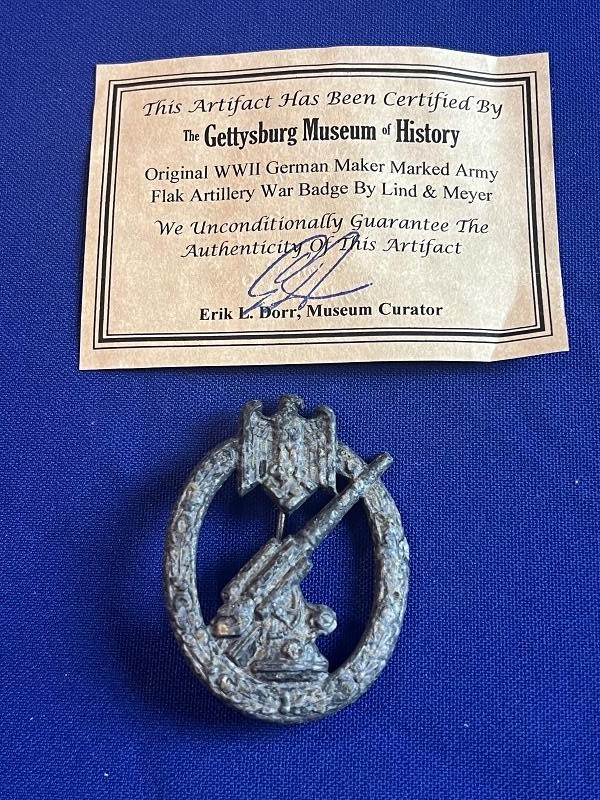 This Artifact Has Been Certified By
The Gettysburg Museum of History
Original WWII German Maker Marked Army
Flak Artillery War Badge By Lind & Meyer
We Unconditionally Guarantee The
Authenticity Of This Artifact
Erik L. Dorr, Museum Curator